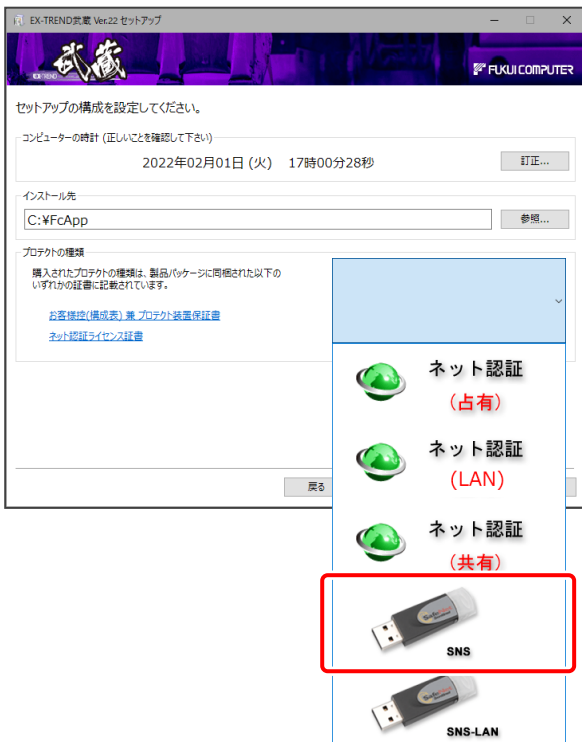 EX-TREND武蔵 Ver.22 セットアップ
EX-TREND 武蔵
FUKUI COMPUTER
セットアップの構成を設定してください。
コンピューターの時計 (正しいことを確認して下さい)
2022年02月01日 (火) 17時00分28秒
訂正...
インストール先
C:¥FcApp
参照...
プロテクトの種類
購入されたプロテクトの種類は、製品パッケージに同梱された以下の
いずれかの証書に記載されています。
お客様控(構成表) 兼 プロテクト装置保証書
ネット認証ライセンス証書
ネット認証
(占有)
ネット認証
(LAN)
ネット認証
(共有)
戻る
SNS
SNS-LAN